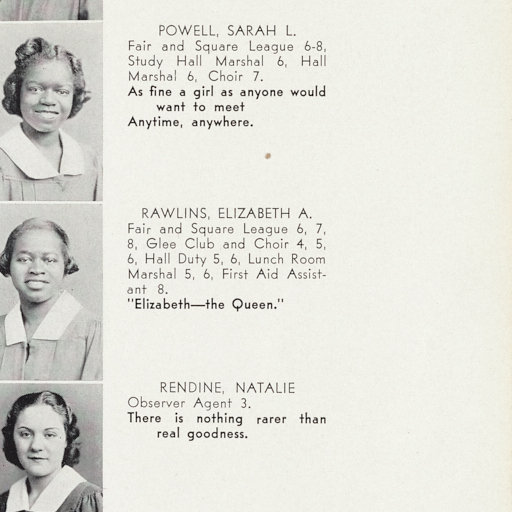 POWELL, SARAH L.
Fair and Square League 6-8,
Study Hall Marshal 6, Hall
Marshal 6, Choir 7.
As fine a girl as anyone would
want to meet
Anytime, anywhere.
RAWLINS, ELIZABETH A.
Fair and Square League 6, 7,
8, Glee Club and Choir 4, 5,
6, Hall Duty 5, 6, Lunch Room
Marshal 5, 6, First Aid Assist-
ant 8.
"Elizabeth—the Queen."
RENDINE, NATALIE
Observer Agent 3.
There is nothing rarer than
real goodness.